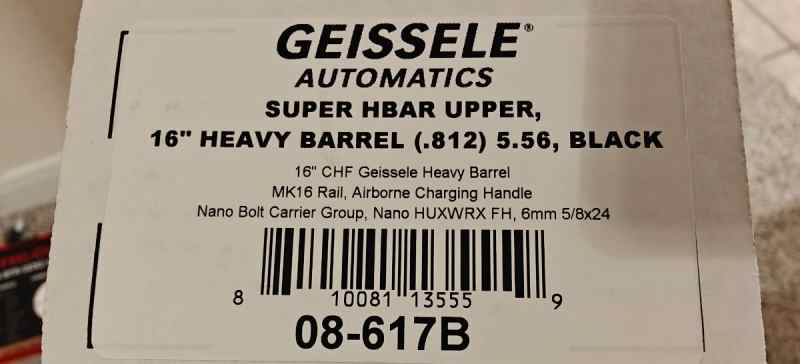 GEISSELE®
AUTOMATICS
SUPER HBAR UPPER,
16" HEAVY BARREL (.812) 5.56, BLACK
16" CHF Geissele Heavy Barrel
MK16 Rail, Airborne Charging Handle
Nano Bolt Carrier Group, Nano HUXWRX FH, 6mm 5/8x24
8 10081 13555 9
08-617B